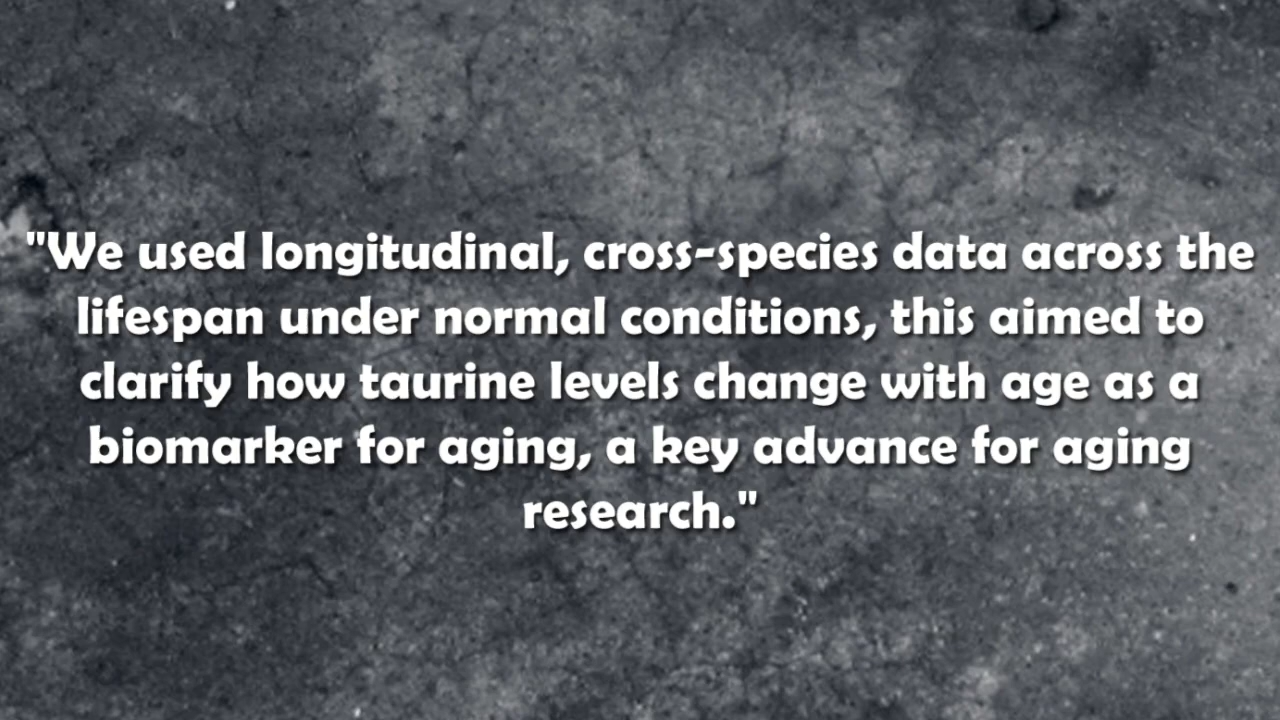 "We used longitudinal, cross-species data across the
lifespan under normal conditions, this aimed to
clarify how taurine levels change with age as a
biomarker for aging, a key advance for aging
research."